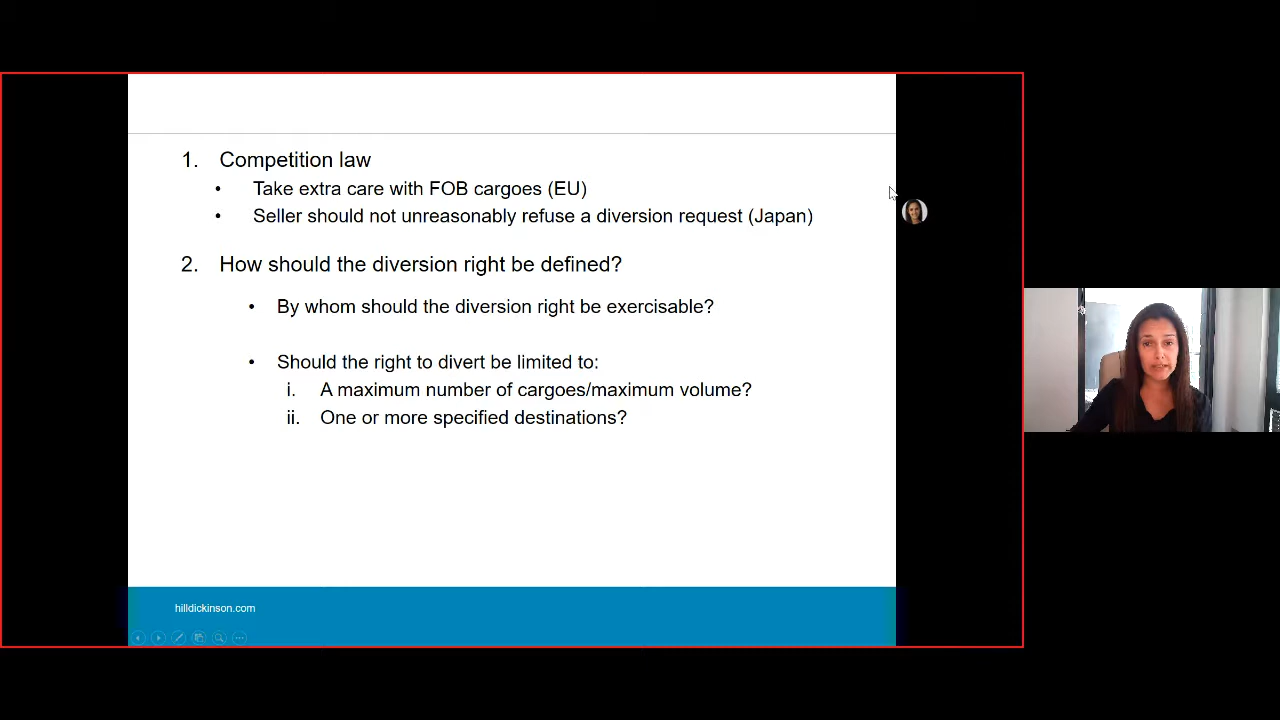 1. Competition law
• Take extra care with FOB cargoes (EU)
• Seller should not unreasonably refuse a diversion request (Japan)
2. How should the diversion right be defined?
• By whom should the diversion right be exercisable?
• Should the right to divert be limited to:
i. A maximum number of cargoes/maximum volume?
ii. One or more specified destinations?
hilldickinson.com